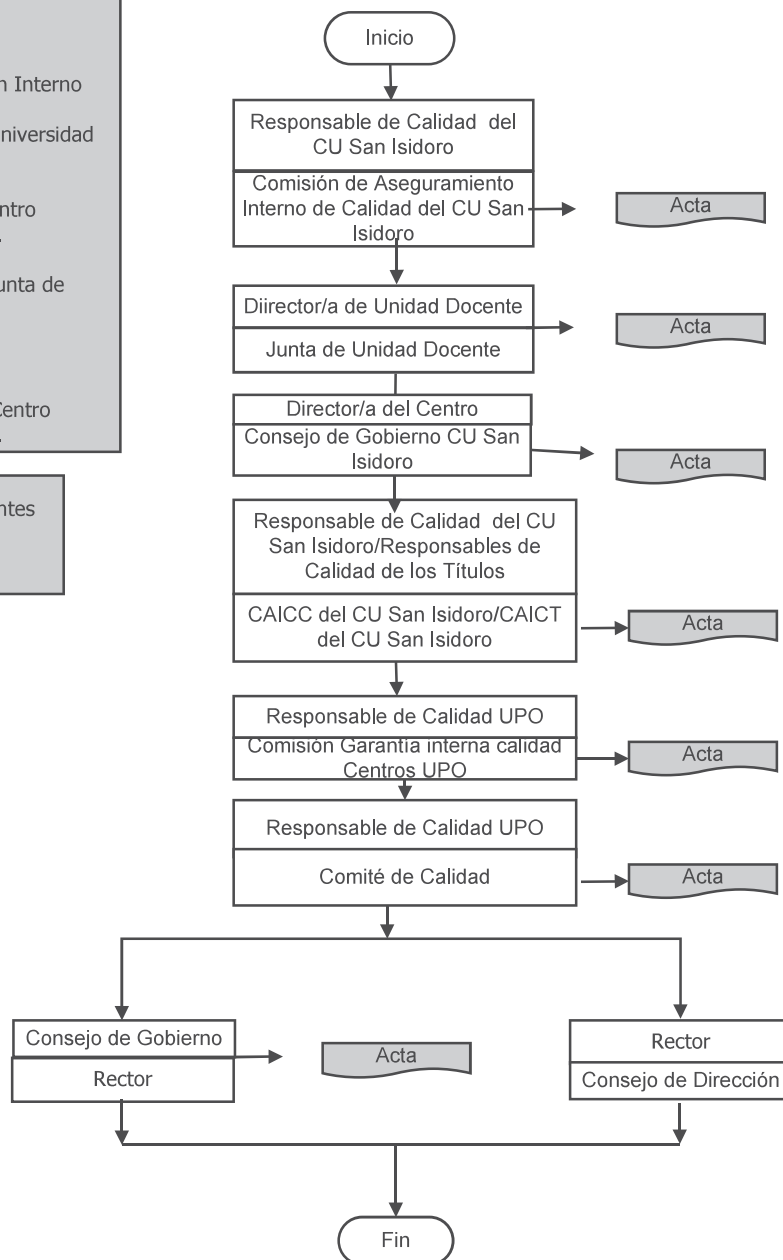 n Interno
niversidad
ntro
.
unta de
Centro
.
ntes
Inicio
Responsable de Calidad del
CU San Isidoro
Comisión de Aseguramiento
Interno de Calidad del CU San
Isidoro
Acta
Diirector/a de Unidad Docente
Junta de Unidad Docente
Acta
Director/a del Centro
Consejo de Gobierno CU San
Isidoro
Acta
Responsable de Calidad del CU
San Isidoro/Responsables de
Calidad de los Títulos
CAICC del CU San Isidoro/CAICT
del CU San Isidoro
Acta
Responsable de Calidad UPO
Comisión Garantía interna calidad
Centros UPO
Acta
Responsable de Calidad UPO
Comité de Calidad
Acta
Consejo de Gobierno
Rector
Acta
Rector
Consejo de Dirección
Fin